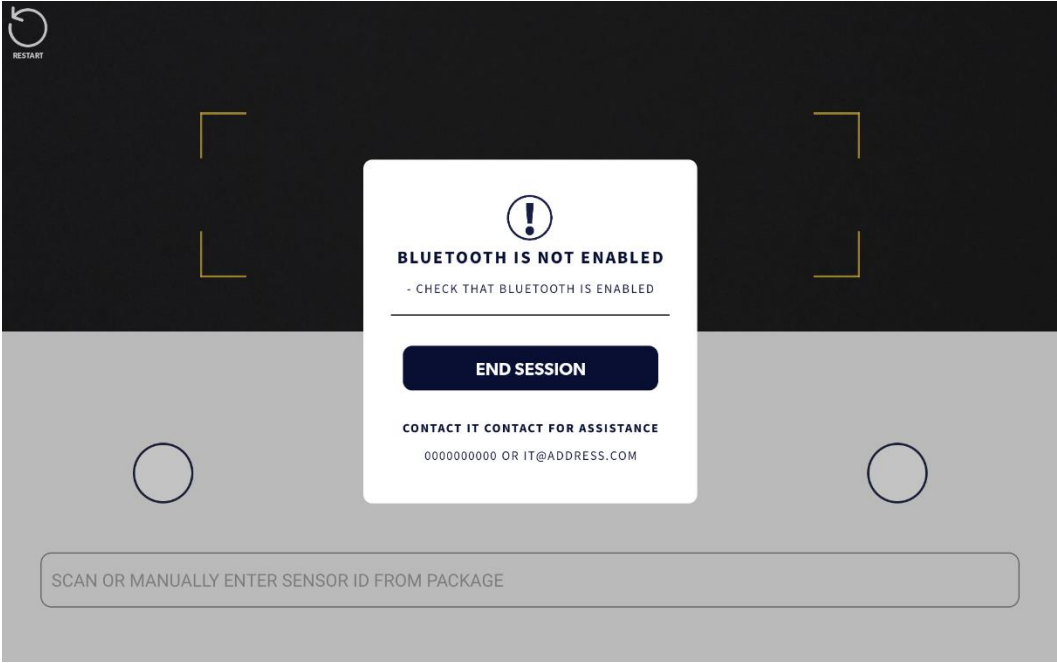 RESTART
!
BLUETOOTH IS NOT ENABLED
- CHECK THAT BLUETOOTH IS ENABLED
END SESSION
CONTACT IT CONTACT FOR ASSISTANCE
0000000000 OR IT@ADDRESS.COM
SCAN OR MANUALLY ENTER SENSOR ID FROM PACKAGE